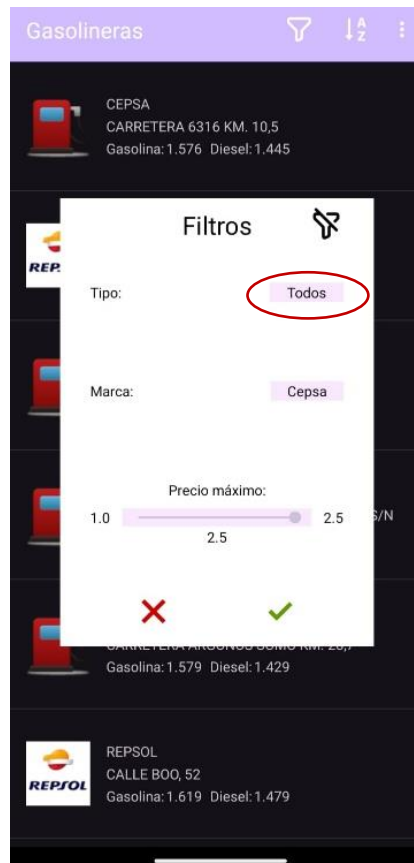 Gasolineras
A
Z
CEPSA
CARRETERA 6316 KM. 10,5
Gasolina: 1.576 Diesel: 1.445
Filtros
REP
Tipo: Todos
Marca: Cepsa
Precio máximo:
1.0 2.5
2.5
S/N
Gasolina: 1.579 Diesel: 1.429
REPSOL
CALLE BOO, 52
REPSOL
Gasolina: 1.619 Diesel: 1.479